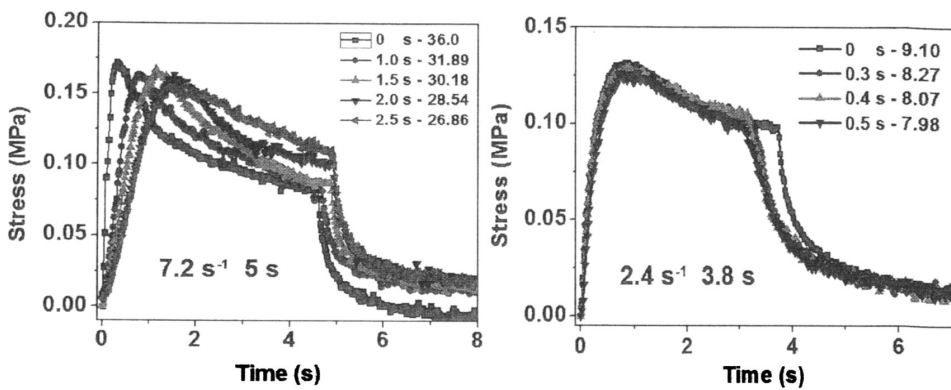 0.20
0.15
0.10
0.05
0.00
Stress (MPa)
0 s - 36.0
1.0 s - 31.89
1.5 s - 30.18
2.0 s - 28.54
2.5 s - 26.86
7.2 s⁻¹ 5 s
0 2 4 6 8
Time (s)
0.15
0.10
0.05
0.00
Stress (MPa)
0 s - 9.10
0.3 s - 8.27
0.4 s - 8.07
0.5 s - 7.98
2.4 s⁻¹ 3.8 s
0 2 4 6
Time (s)